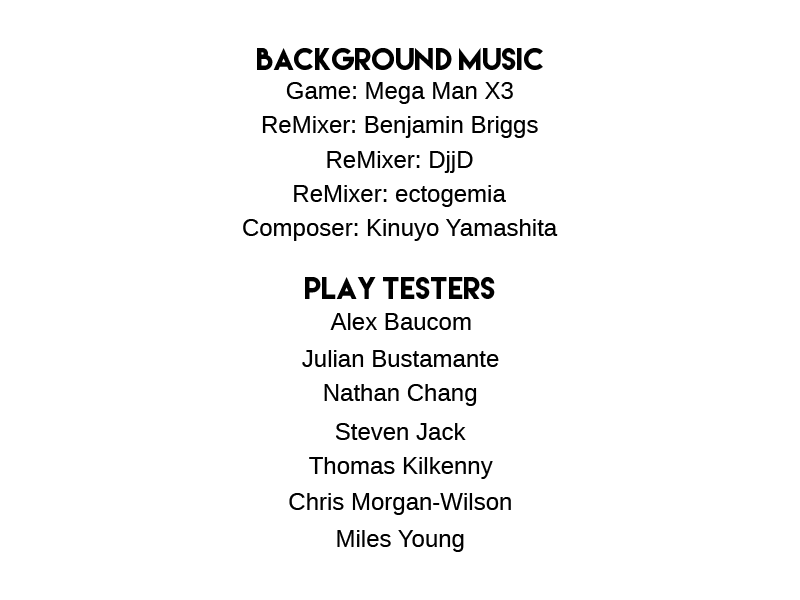 BACKGROUND MUSIC
Game: Mega Man X3
ReMixer: Benjamin Briggs
ReMixer: DjjD
ReMixer: ectogemia
Composer: Kinuyo Yamashita
PLAY TESTERS
Alex Baucom
Julian Bustamante
Nathan Chang
Steven Jack
Thomas Kilkenny
Chris Morgan-Wilson
Miles Young